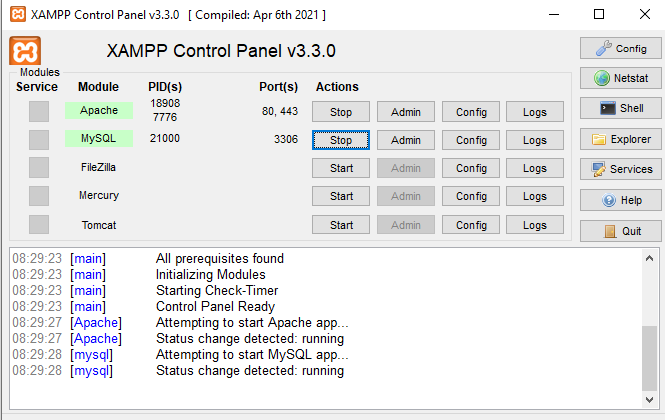 XAMPP Control Panel v3.3.0 [ Compiled: Apr 6th 2021 ]
XAMPP Control Panel v3.3.0
Config
Modules
Service Module PID(s) Port(s) Actions
Netstat
Apache 18908 7776 80, 443 Stop Admin Config Logs
Shell
MySQL 21000 3306 Stop Admin Config Logs
Explorer
FileZilla Start Admin Config Logs
Services
Mercury Start Admin Config Logs
Help
Tomcat Start Admin Config Logs
Quit
08:29:23 [main] All prerequisites found
08:29:23 [main] Initializing Modules
08:29:23 [main] Starting Check-Timer
08:29:23 [main] Control Panel Ready
08:29:27 [Apache] Attempting to start Apache app...
08:29:27 [Apache] Status change detected: running
08:29:28 [mysql] Attempting to start MySQL app...
08:29:28 [mysql] Status change detected: running